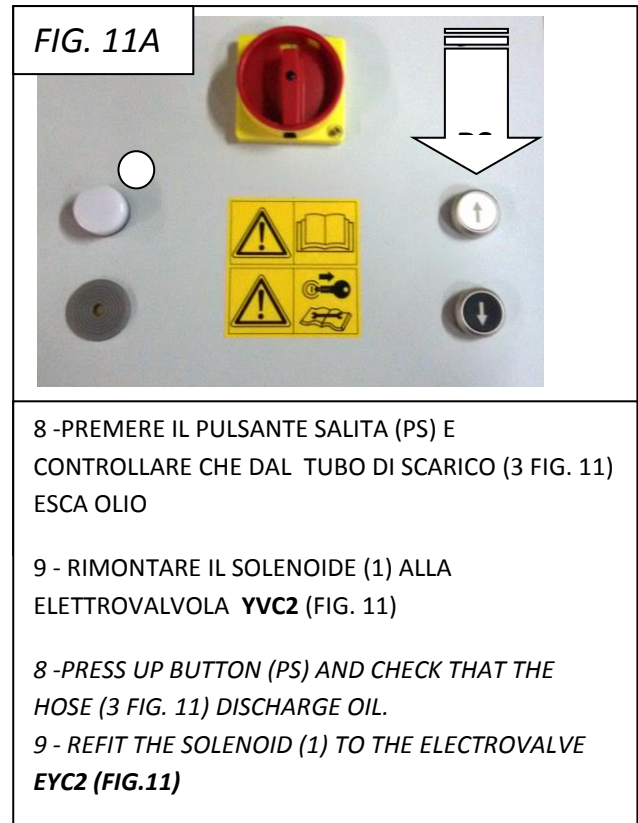 FIG. 11A
8 -PREMERE IL PULSANTE SALITA (PS) E
CONTROLLARE CHE DAL TUBO DI SCARICO (3 FIG. 11)
ESCA OLIO
9 - RIMONTARE IL SOLENOIDE (1) ALLA
ELETTROVALVOLA YVC2 (FIG. 11)
8 -PRESS UP BUTTON (PS) AND CHECK THAT THE
HOSE (3 FIG. 11) DISCHARGE OIL.
9 - REFIT THE SOLENOID (1) TO THE ELECTROVALVE
EYC2 (FIG.11)